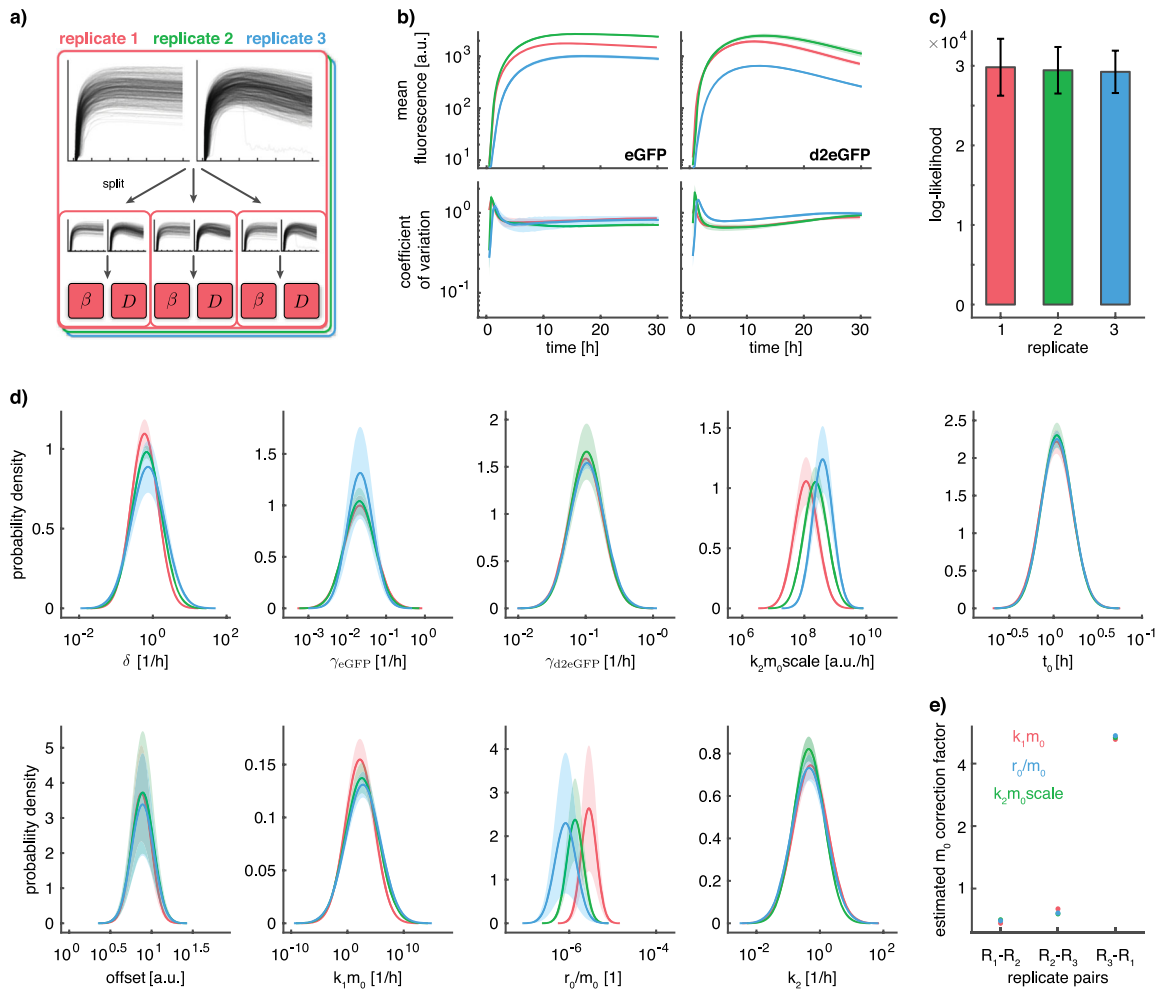 a)
replicate 1 replicate 2 replicate 3
split
β D β D β D
b)
mean
fluorescence [a.u.]
10³
10²
10¹
eGFP
d2eGFP
coefficient
of variation
10⁰
10⁻¹
0 10 20 30
0 10 20 30
time [h]
time [h]
c)
×10⁴
log-likelihood
3
2
1
0
1 2 3
replicate
d)
probability density
1
0.5
0
10⁻² 10⁰ 10²
δ [1/h]
1.5
1
0.5
0
10⁻³ 10⁻² 10⁻¹ 10⁰
γeGFP [1/h]
2
1.5
1
0.5
0
10⁻² 10⁻¹ 10⁻⁰
γd2eGFP [1/h]
1.5
1
0.5
0
10⁶ 10⁸ 10¹⁰
k₂m₀scale [a.u./h]
2.5
2.0
1.5
1.0
0.5
0
10⁻⁰·⁵ 10⁰ 10⁰·⁵ 10⁻¹
t₀ [h]
probabliity density
5
4
3
2
1
0
10⁰ 10⁰·⁵ 10¹ 10¹·⁵
offset [a.u.]
0.15
0.1
0.05
0
10⁻¹⁰ 10⁰ 10¹⁰
k₁m₀ [1/h]
4
3
2
1
0
10⁻⁶ 10⁻⁴
r₀/m₀ [1]
0.8
0.6
0.4
0.2
0
10⁻² 10⁰ 10²
k₂ [1/h]
e)
estimated m₀ correction factor
4
2
1
k₁m₀
r₀/m₀
k₂m₀scale
R₁-R₂ R₂-R₃ R₃-R₁
replicate pairs